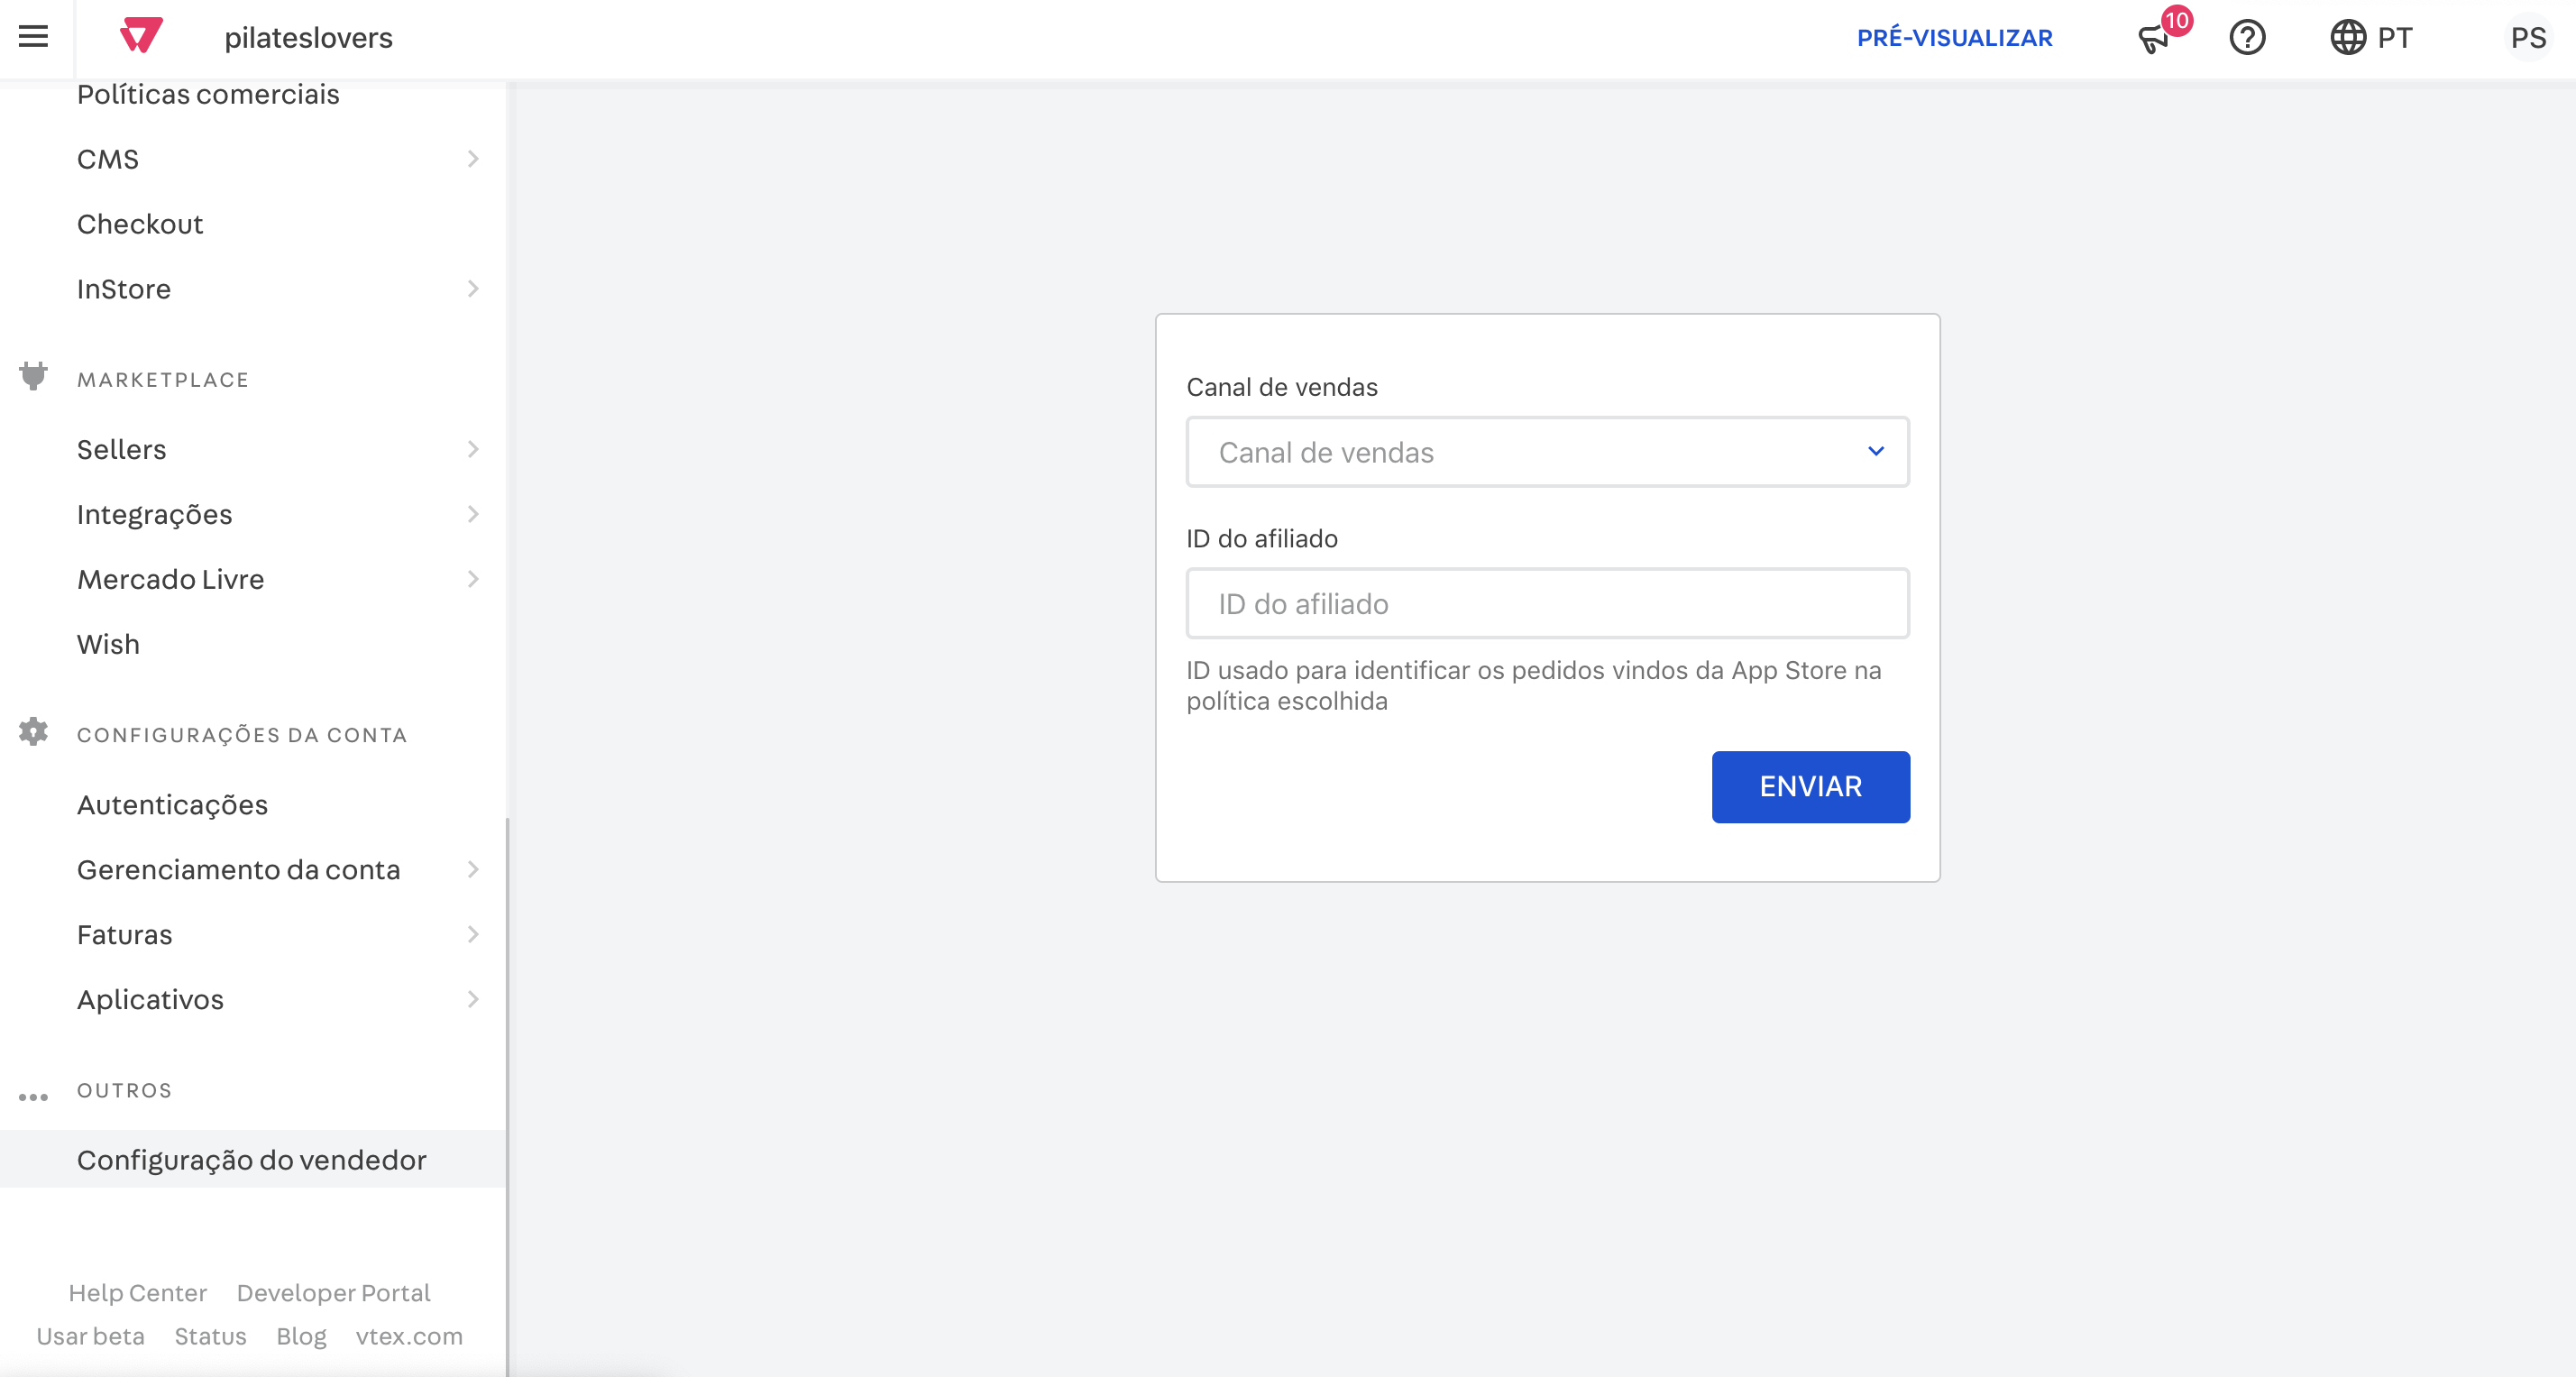 pilateslovers
PRÉ-VISUALIZAR
10
PT
PS
Políticas comerciais
CMS
Checkout
InStore
MARKETPLACE
Sellers
Integrações
Mercado Livre
Wish
CONFIGURAÇÕES DA CONTA
Autenticações
Gerenciamento da conta
Faturas
Aplicativos
OUTROS
Configuração do vendedor
Help Center Developer Portal
Usar beta Status Blog vtex.com
Canal de vendas
Canal de vendas
ID do afiliado
ID do afiliado
ID usado para identificar os pedidos vindos da App Store na
política escolhida
ENVIAR